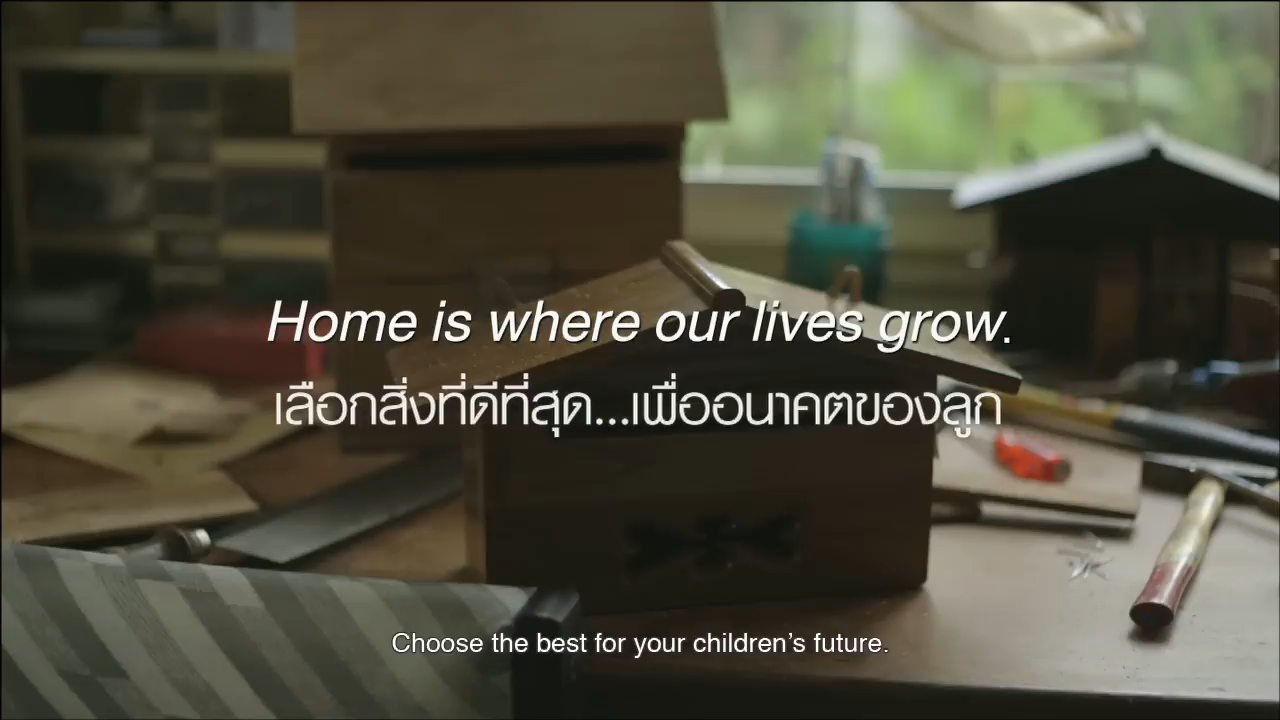 Home is where our lives grow.
เลือกสิ่งที่ดีที่สุด...เพื่ออนาคตของลูก
Choose the best for your children’s future.